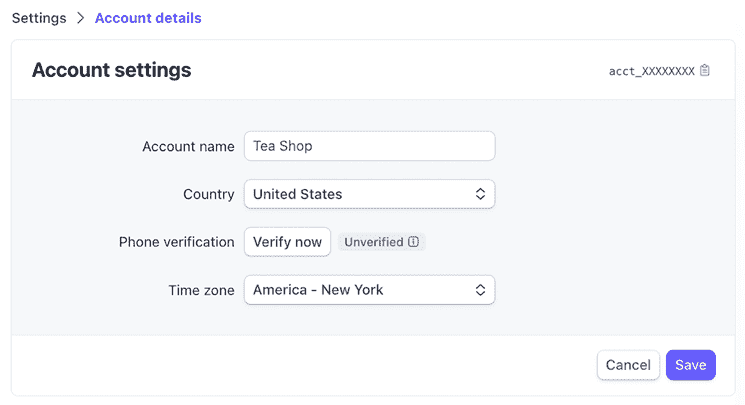 Settings > Account details
Account settings
acct_XXXXXXXX
Account name Tea Shop
Country United States
Phone verification Verify now Unverified
Time zone America - New York
Cancel Save